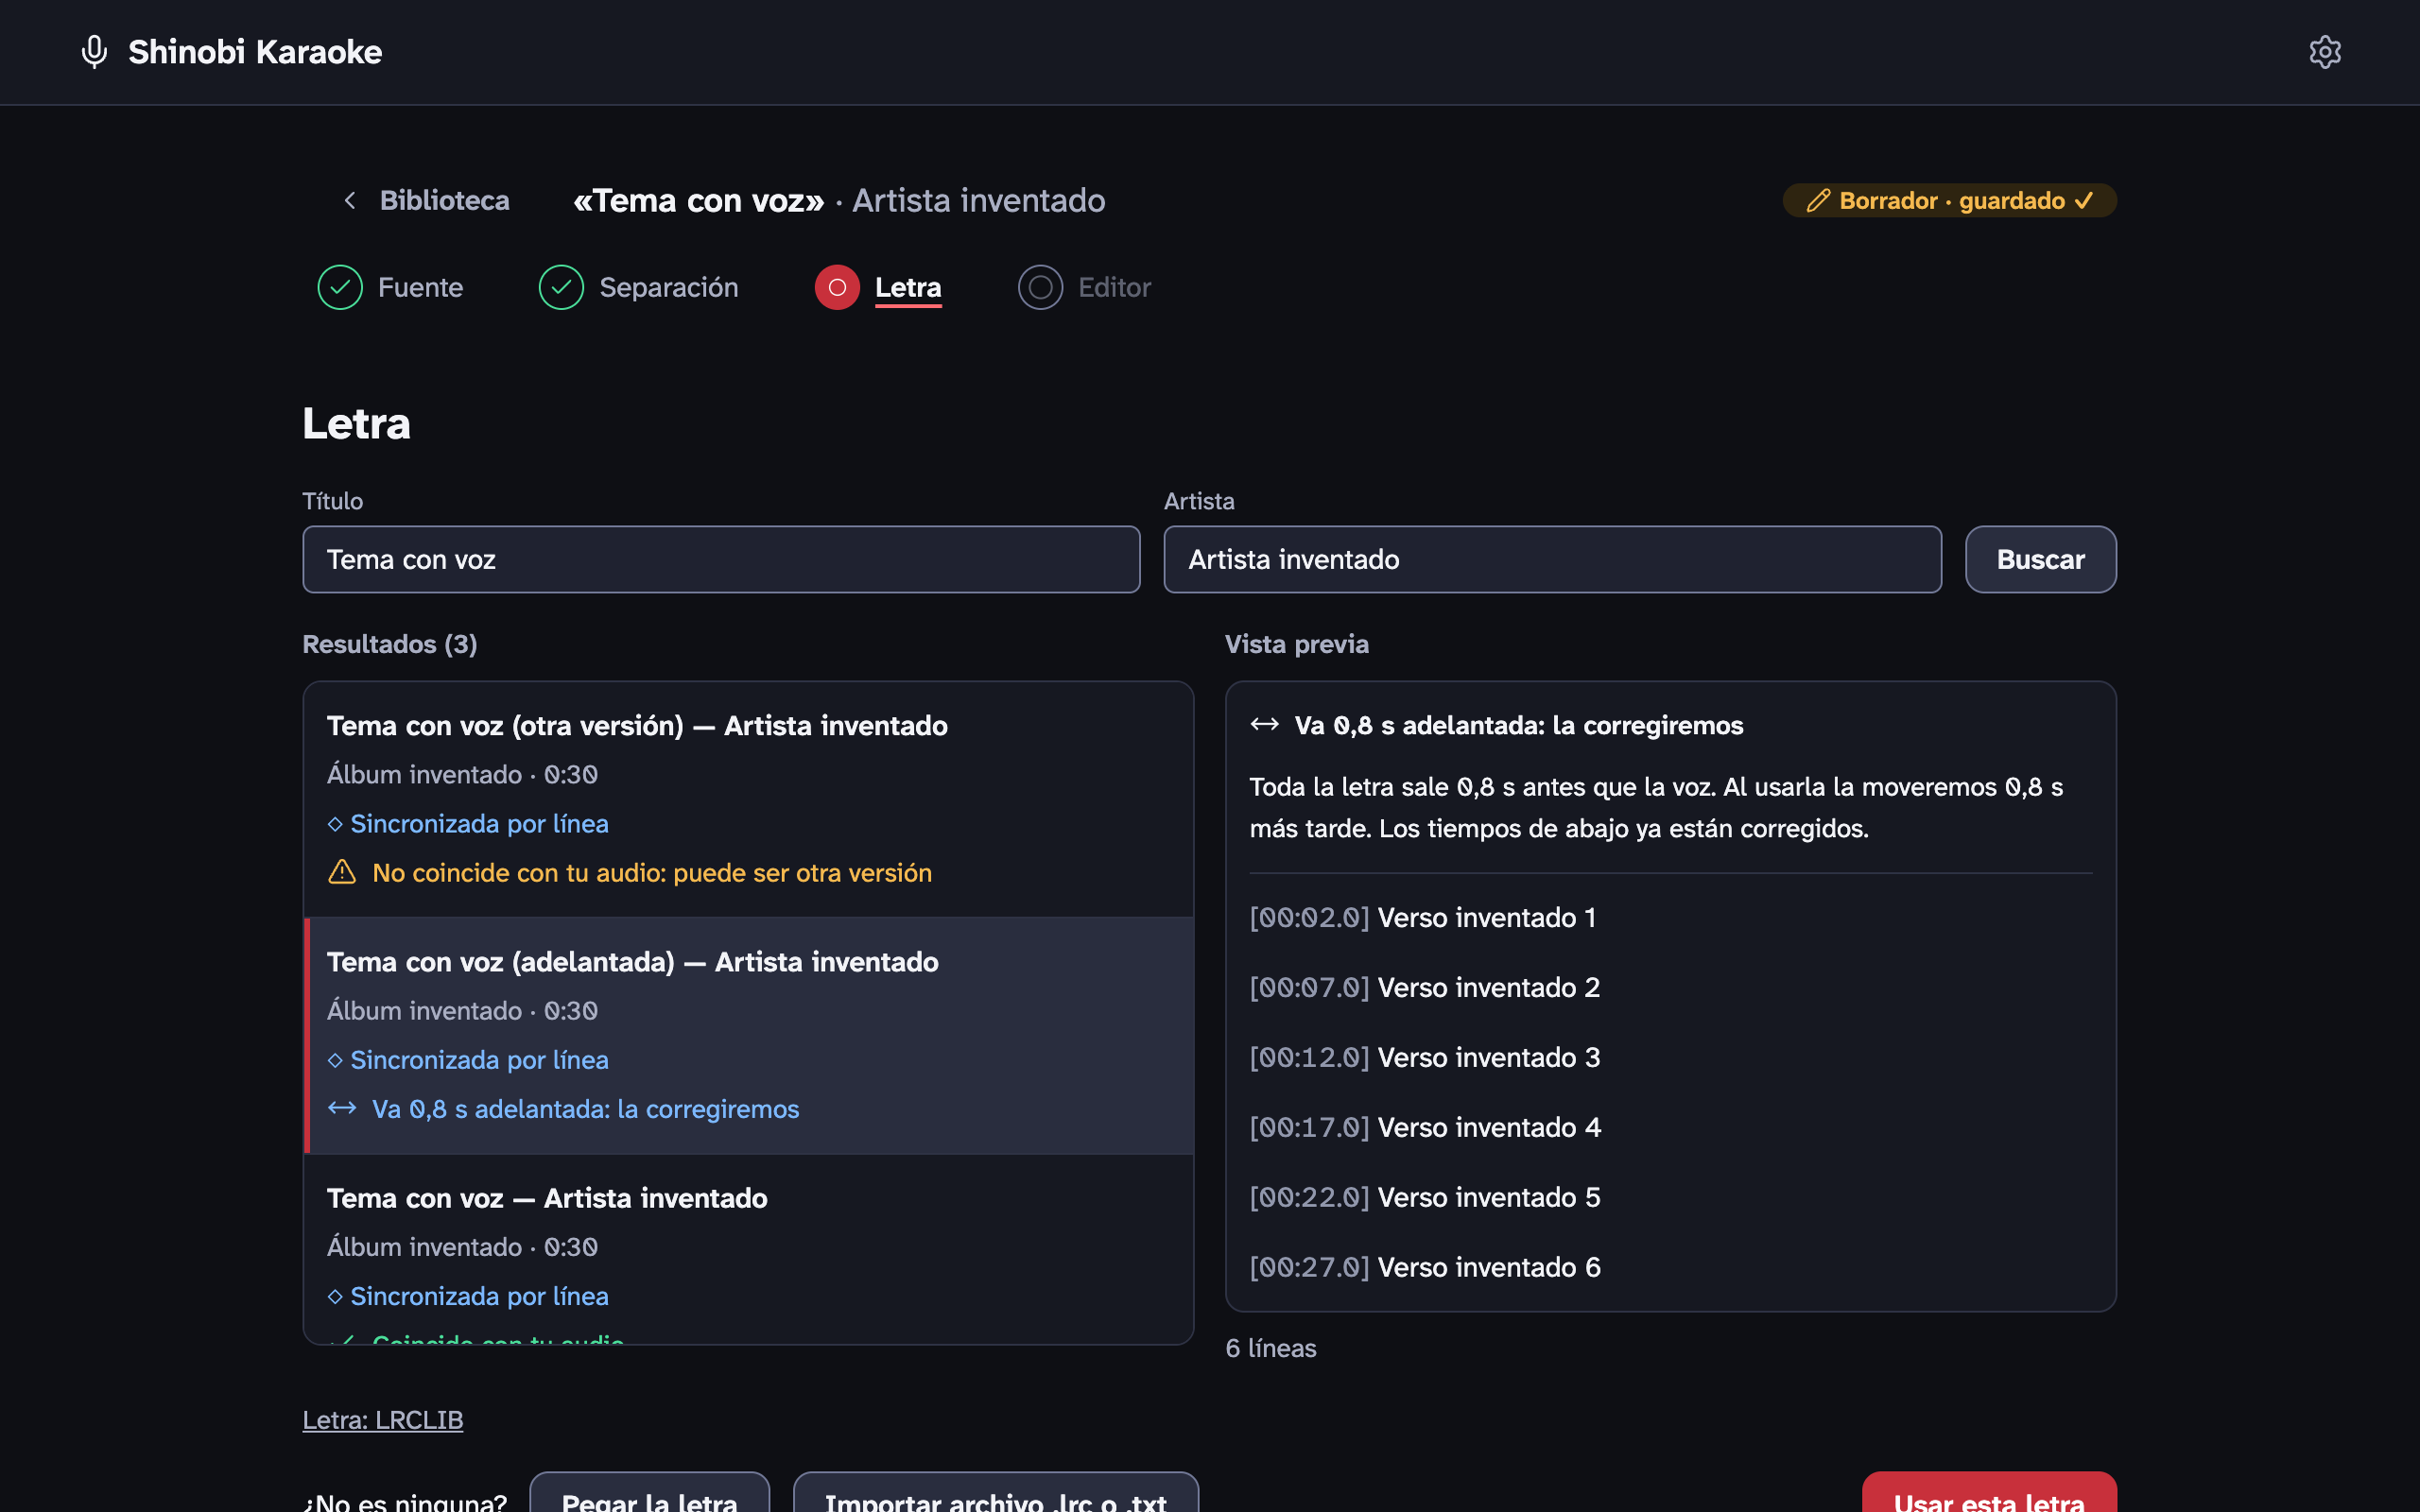 Shinobi Karaoke
Biblioteca
«Tema con voz» · Artista inventado
Borrador · guardado ✓
Fuente
Separación
Letra
Editor
Letra
Título
Artista
Tema con voz
Artista inventado
Buscar
Resultados (3)
Tema con voz (otra versión) — Artista inventado
Álbum inventado · 0:30
◇ Sincronizada por línea
No coincide con tu audio: puede ser otra versión
Tema con voz (adelantada) — Artista inventado
Álbum inventado · 0:30
◇ Sincronizada por línea
Va 0,8 s adelantada: la corregiremos
Tema con voz — Artista inventado
Álbum inventado · 0:30
◇ Sincronizada por línea
Coincide con tu audio
Vista previa
Va 0,8 s adelantada: la corregiremos
Toda la letra sale 0,8 s antes que la voz. Al usarla la moveremos 0,8 s
más tarde. Los tiempos de abajo ya están corregidos.
[00:02.0] Verso inventado 1
[00:07.0] Verso inventado 2
[00:12.0] Verso inventado 3
[00:17.0] Verso inventado 4
[00:22.0] Verso inventado 5
[00:27.0] Verso inventado 6
6 líneas
Letra: LRCLIB
¿No es ninguna?
Pegar la letra
Importar archivo .lrc o .txt
Usar esta letra